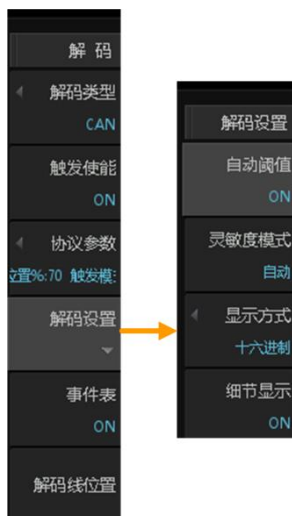 解 码
解码类型
CAN
触发使能
ON
协议参数
位置%:70 触发模:
解码设置
事件表
ON
解码线位置
解码设置
自动阈值
ON
灵敏度模式
自动
显示方式
十六进制
细节显示
ON